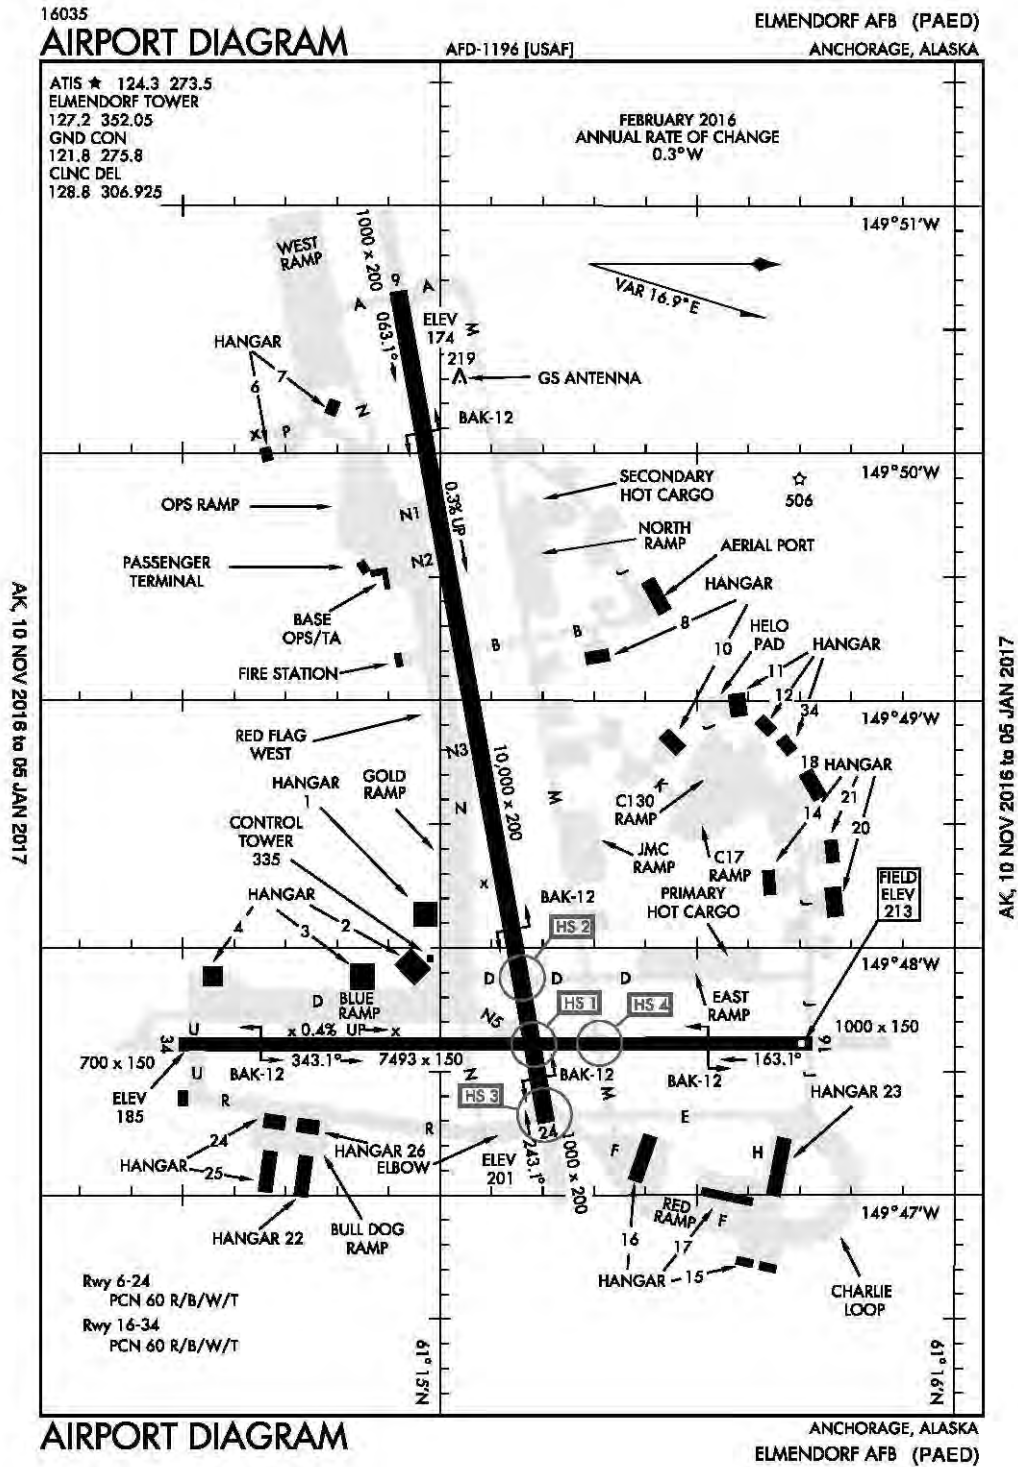 16035
AIRPORT DIAGRAM
AFD-1196 [USAF]
ELMENDORF AFB (PAED)
ANCHORAGE, ALASKA
ATIS ★ 124.3 273.5
ELMENDORF TOWER
127.2 352.05
GND CON
121.8 275.8
CLNC DEL
128.8 306.925
FEBRUARY 2016
ANNUAL RATE OF CHANGE
0.3°W
149°51'W
VAR 16.9°E
WEST
RAMP
1000 x 200
9
A
A
063.1°
ELEV
174
M
219
GS ANTENNA
HANGAR
6
7
N
X
P
BAK-12
149°50'W
506
SECONDARY
HOT CARGO
OPS RAMP
N1
0.3% UP
NORTH
RAMP
AERIAL PORT
PASSENGER
TERMINAL
N2
J
HANGAR
8
10
BASE
OPS/TA
B
B
HELO
PAD
HANGAR
11
12
34
FIRE STATION
149°49'W
RED FLAG
WEST
N3
J
10,000 x 200
HANGAR
1
GOLD
RAMP
N
M
K
C130
RAMP
18 HANGAR
14
21
20
CONTROL
TOWER
335
JMC
RAMP
C17
RAMP
x
PRIMARY
HOT CARGO
FIELD
ELEV
213
HANGAR
4
3
2
BAK-12
HS 2
J
149°48'W
D
D
D
D
BLUE
RAMP
HS 1
HS 4
EAST
RAMP
J
N5
U
x 0.4% UP x
1000 x 150
34
16
700 x 150
343.1°
7493 x 150
163.1°
U
BAK-12
N
BAK-12
BAK-12
ELEV
185
HS 3
M
HANGAR 23
R
R
E
24
HANGAR
25
HANGAR 26
ELBOW
24
243.1°
1000 x 200
ELEV
201
F
H
149°47'W
HANGAR 22
BULL DOG
RAMP
RED
RAMP
F
16
17
HANGAR
15
CHARLIE
LOOP
Rwy 6-24
PCN 60 R/B/W/T
Rwy 16-34
PCN 60 R/B/W/T
61°15'N
61°16'N
AK, 10 NOV 2016 to 05 JAN 2017
AK, 10 NOV 2016 to 05 JAN 2017
AIRPORT DIAGRAM
ANCHORAGE, ALASKA
ELMENDORF AFB (PAED)